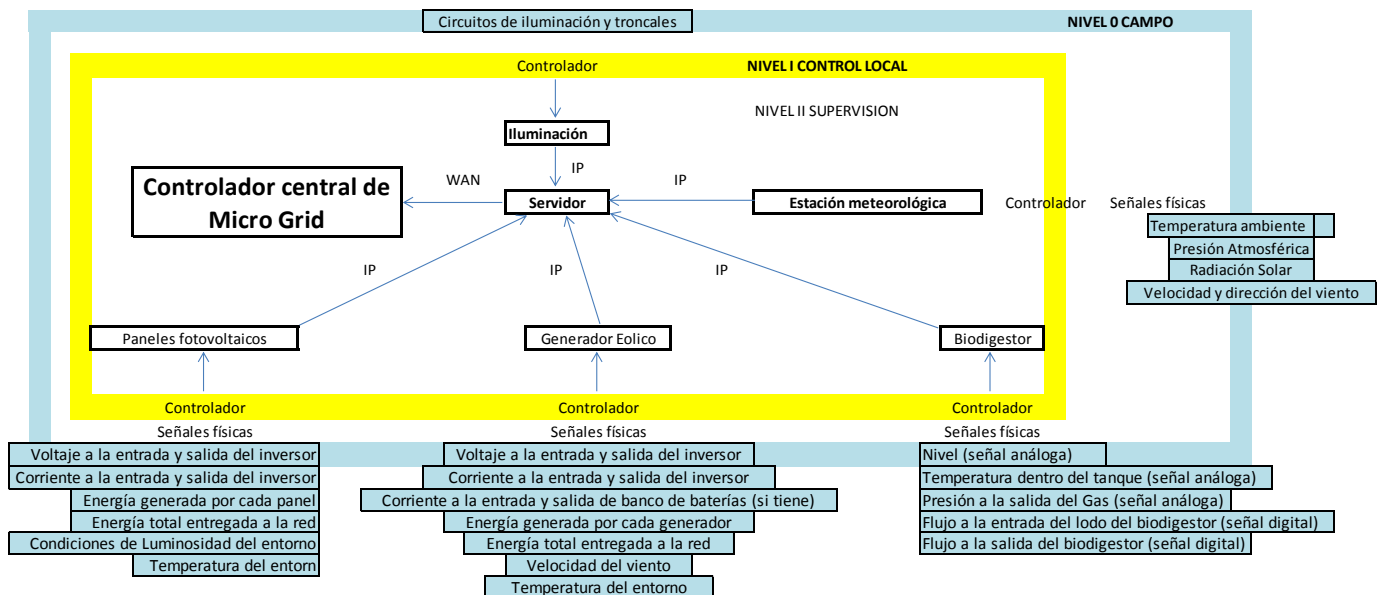 Circuitos de iluminación y troncales
NIVEL 0 CAMPO
Controlador
NIVEL I CONTROL LOCAL
NIVEL II SUPERVISION
Iluminación
IP
Controlador central de
Micro Grid
WAN
Servidor
IP
Estación meteorológica
Controlador
Señales físicas
Temperatura ambiente
Presión Atmosférica
Radiación Solar
Velocidad y dirección del viento
IP
IP
IP
Paneles fotovoltaicos
Generador Eolico
Biodigestor
Controlador
Controlador
Controlador
Señales físicas
Señales físicas
Señales físicas
Voltaje a la entrada y salida del inversor
Corriente a la entrada y salida del inversor
Energía generada por cada panel
Energía total entregada a la red
Condiciones de Luminosidad del entorno
Temperatura del entorn
Voltaje a la entrada y salida del inversor
Corriente a la entrada y salida del inversor
Corriente a la entrada y salida de banco de baterías (si tiene)
Energía generada por cada generador
Energía total entregada a la red
Velocidad del viento
Temperatura del entorno
Nivel (señal análoga)
Temperatura dentro del tanque (señal análoga)
Presión a la salida del Gas (señal análoga)
Flujo a la entrada del lodo del biodigestor (señal digital)
Flujo a la salida del biodigestor (señal digital)